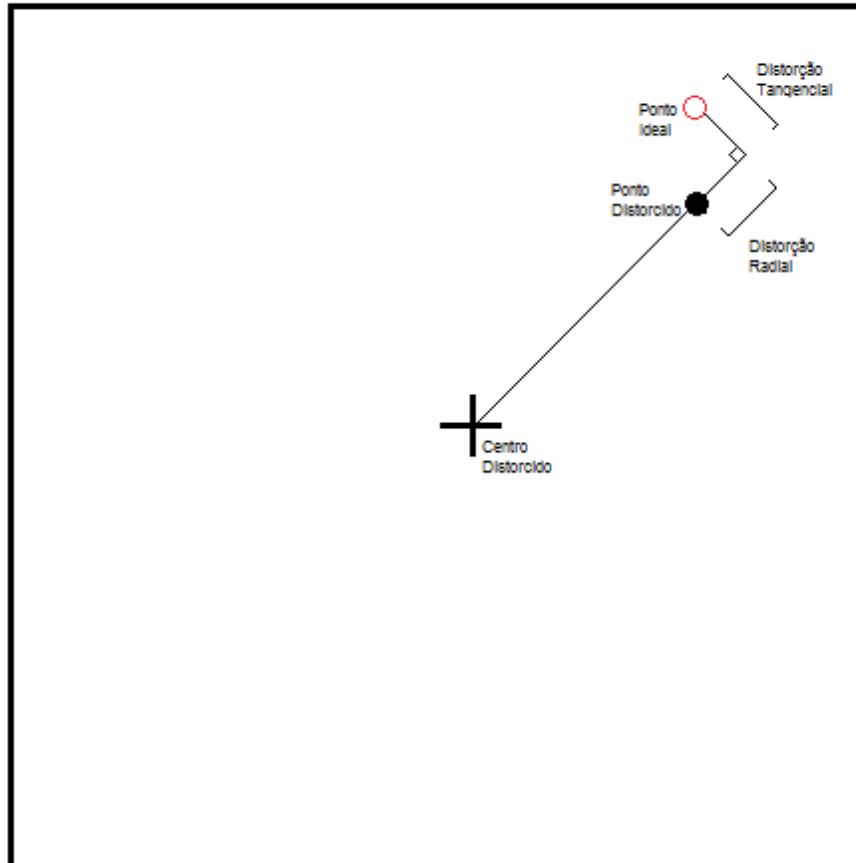 Distorção
Tangencial
Ponto
Ideal
Ponto
Distorcido
Distorção
Radial
Centro
Distorcido